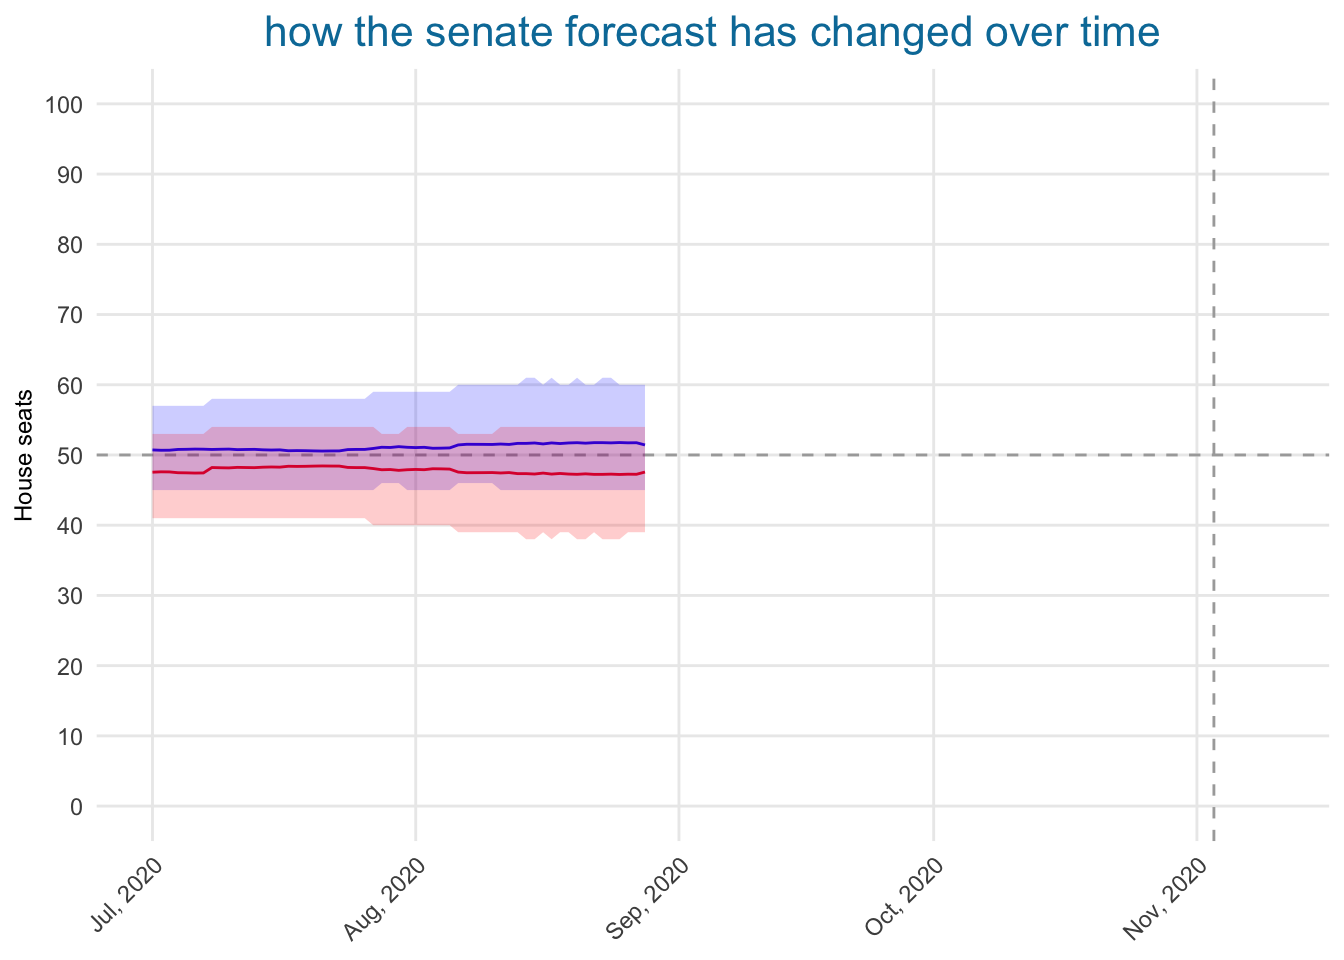 how the senate forecast has changed over time
100
90
80
70
60
50
40
30
20
10
0
House seats
Jul, 2020
Aug, 2020
Sep, 2020
Oct, 2020
Nov, 2020